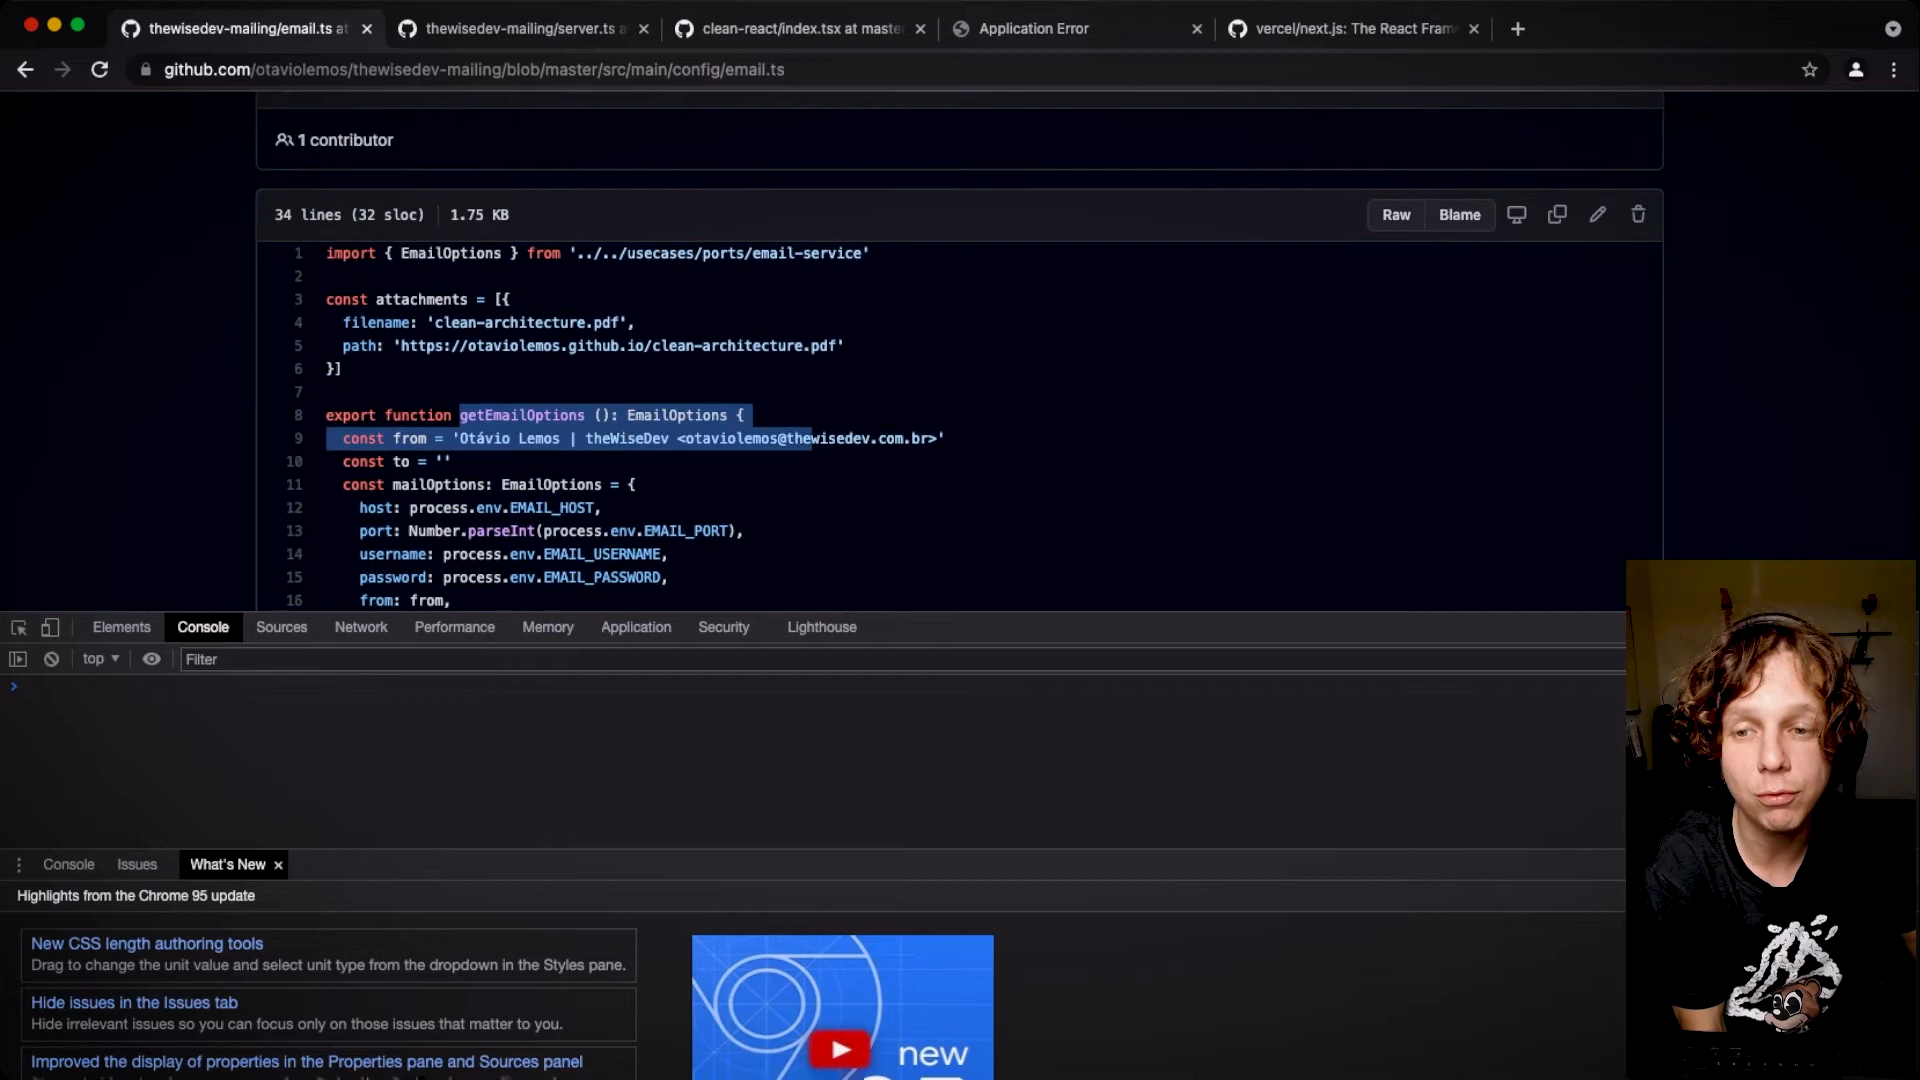 thewisedev-mailing/email.ts at
thewisedev-mailing/server.ts a
clean-react/index.tsx at maste
Application Error
vercel/next.js: The React Fram
github.com/otaviolemos/thewisedev-mailing/blob/master/src/main/config/email.ts
1 contributor
34 lines (32 sloc) | 1.75 KB
Raw
Blame
1 import { EmailOptions } from '../../usecases/ports/email-service'
2
3 const attachments = [{
4 filename: 'clean-architecture.pdf',
5 path: 'https://otaviolemos.github.io/clean-architecture.pdf'
6 }]
7
8 export function getEmailOptions (): EmailOptions {
9 const from = 'Otávio Lemos | theWiseDev <otaviolemos@thewisedev.com.br>'
10 const to = ''
11 const mailOptions: EmailOptions = {
12 host: process.env.EMAIL_HOST,
13 port: Number.parseInt(process.env.EMAIL_PORT),
14 username: process.env.EMAIL_USERNAME,
15 password: process.env.EMAIL_PASSWORD,
16 from: from,
Elements Console Sources Network Performance Memory Application Security Lighthouse
top
Filter
Console Issues What's New
Highlights from the Chrome 95 update
New CSS length authoring tools
Drag to change the unit value and select unit type from the dropdown in the Styles pane.
Hide issues in the Issues tab
Hide irrelevant issues so you can focus only on those issues that matter to you.
Improved the display of properties in the Properties pane and Sources panel
new